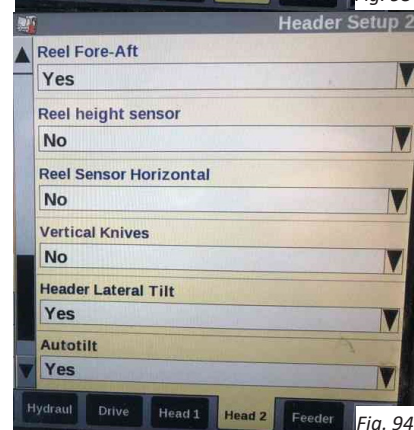 Header Setup 2
Reel Fore-Aft
Yes
Reel height sensor
No
Reel Sensor Horizontal
No
Vertical Knives
No
Header Lateral Tilt
Yes
Autotilt
Yes
Hydraul
Drive
Head 1
Head 2
Feeder
Fig. 94